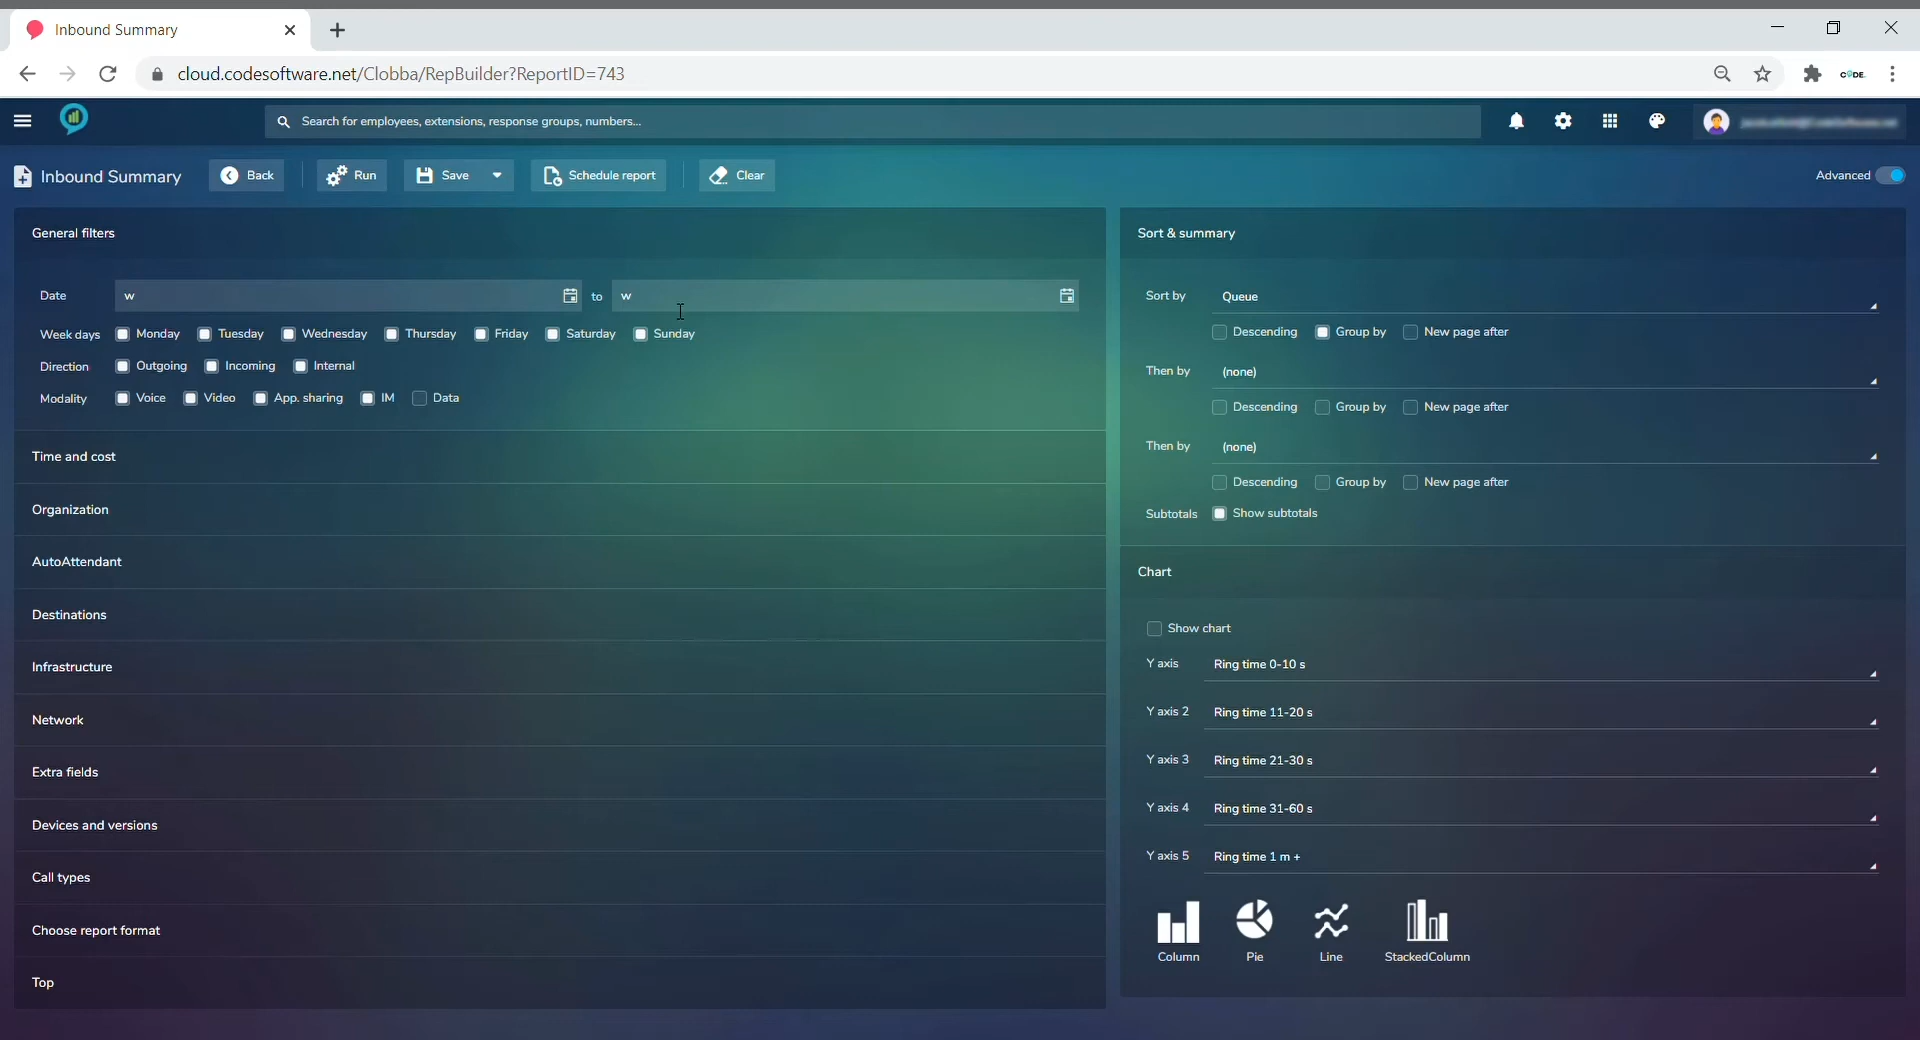 Inbound Summary
cloud.codesoftware.net/Clobba/RepBuilder?ReportID=743
CODE.
Search for employees, extensions, response groups, numbers...
Inbound Summary
Back
Run
Save
Schedule report
Clear
Advanced
General filters
Date w to w
Week days Monday Tuesday Wednesday Thursday Friday Saturday Sunday
Direction Outgoing Incoming Internal
Modality Voice Video App. sharing IM Data
Time and cost
Organization
AutoAttendant
Destinations
Infrastructure
Network
Extra fields
Devices and versions
Call types
Choose report format
Top
Sort & summary
Sort by Queue
Descending Group by New page after
Then by (none)
Descending Group by New page after
Then by (none)
Descending Group by New page after
Subtotals Show subtotals
Chart
Show chart
Y axis Ring time 0-10 s
Y axis 2 Ring time 11-20 s
Y axis 3 Ring time 21-30 s
Y axis 4 Ring time 31-60 s
Y axis 5 Ring time 1 m +
Column Pie Line StackedColumn